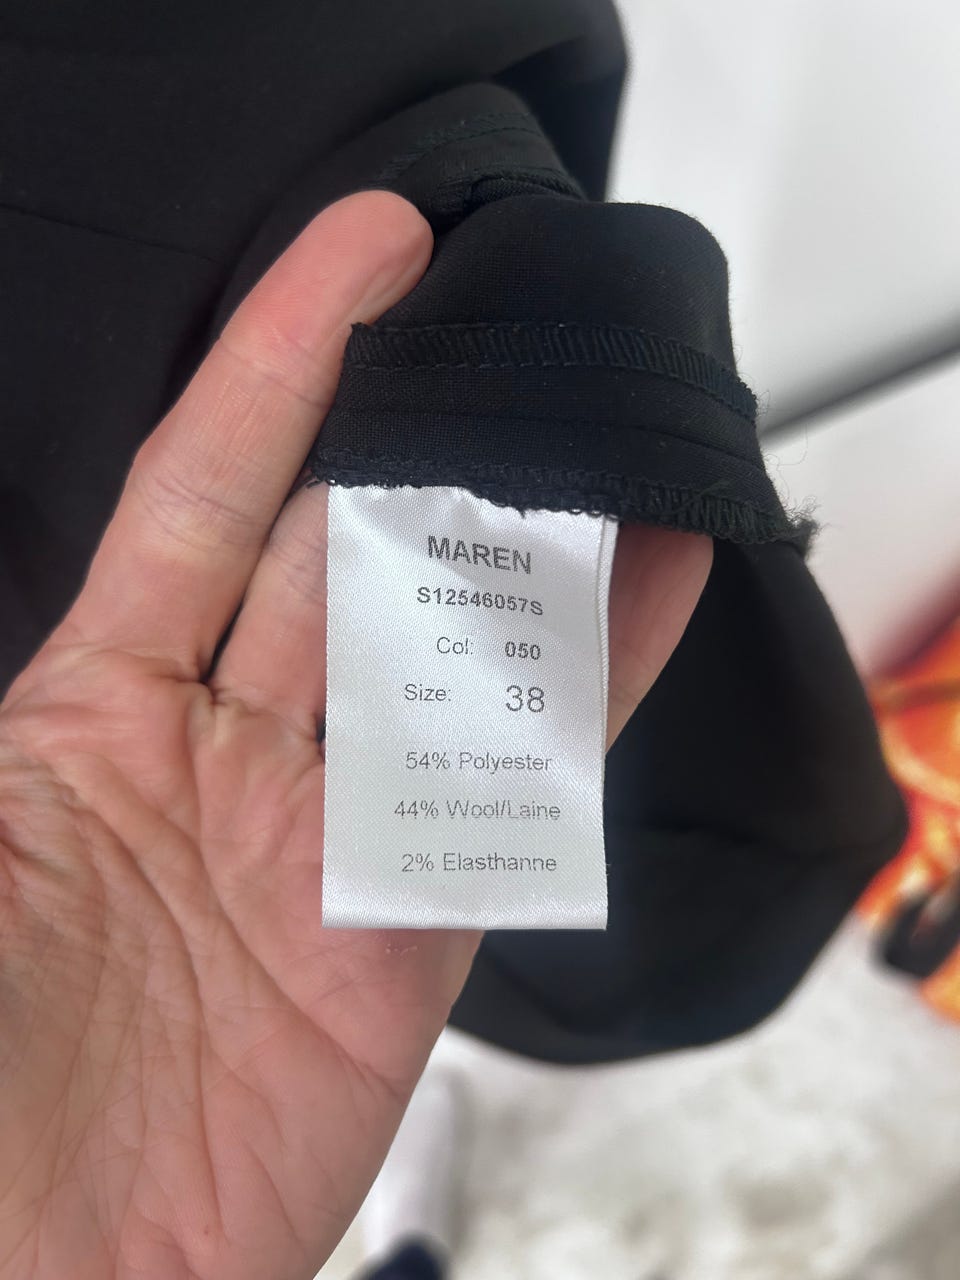 MAREN
S12546057S
Col: 050
Size: 38
54% Polyester
44% Wool/Laine
2% Elasthanne